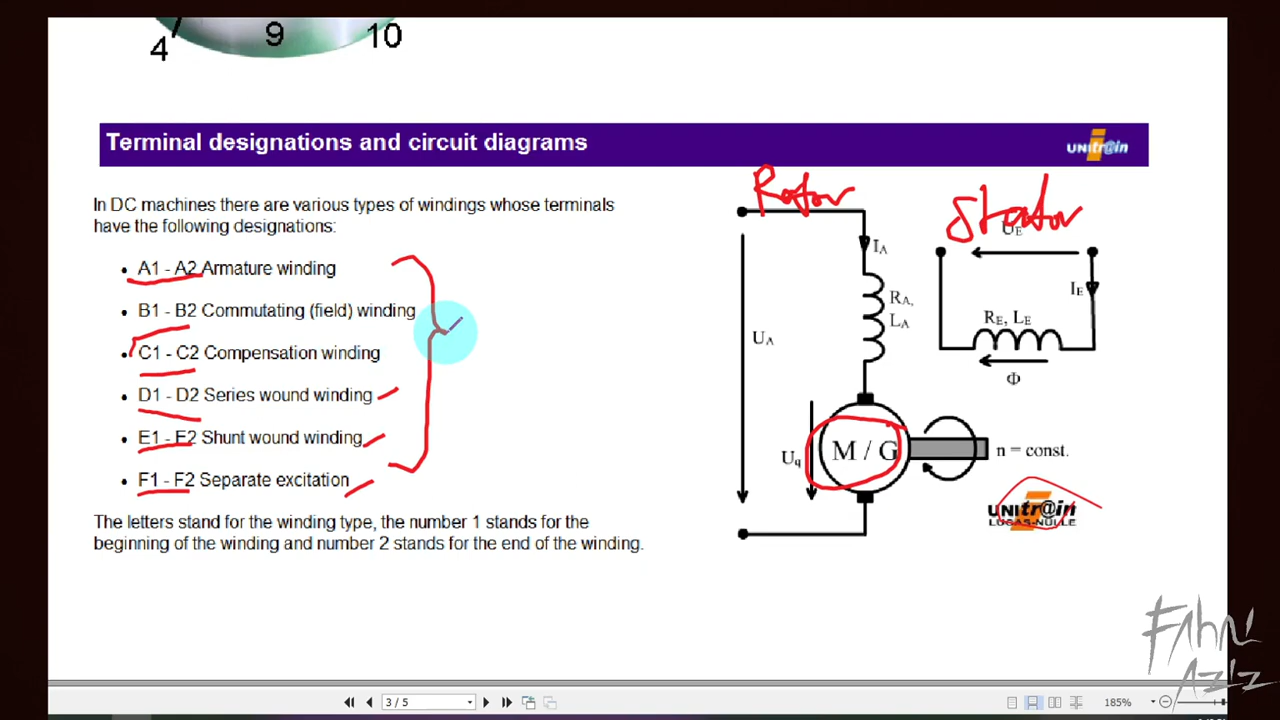 4 9 10
Terminal designations and circuit diagrams
UNITr@in
In DC machines there are various types of windings whose terminals
have the following designations:
• A1 - A2 Armature winding
• B1 - B2 Commutating (field) winding
• C1 - C2 Compensation winding
• D1 - D2 Series wound winding
• E1 - E2 Shunt wound winding
• F1 - F2 Separate excitation
The letters stand for the winding type, the number 1 stands for the
beginning of the winding and number 2 stands for the end of the winding.
Rotor
Stator
UE
IA
IE
RA,
LA
RE, LE
UA
Φ
Uq
M / G
n = const.
UNITr@in
LUCAS-NÜLLE
FAHNI
AZIZ
3 / 5
185%